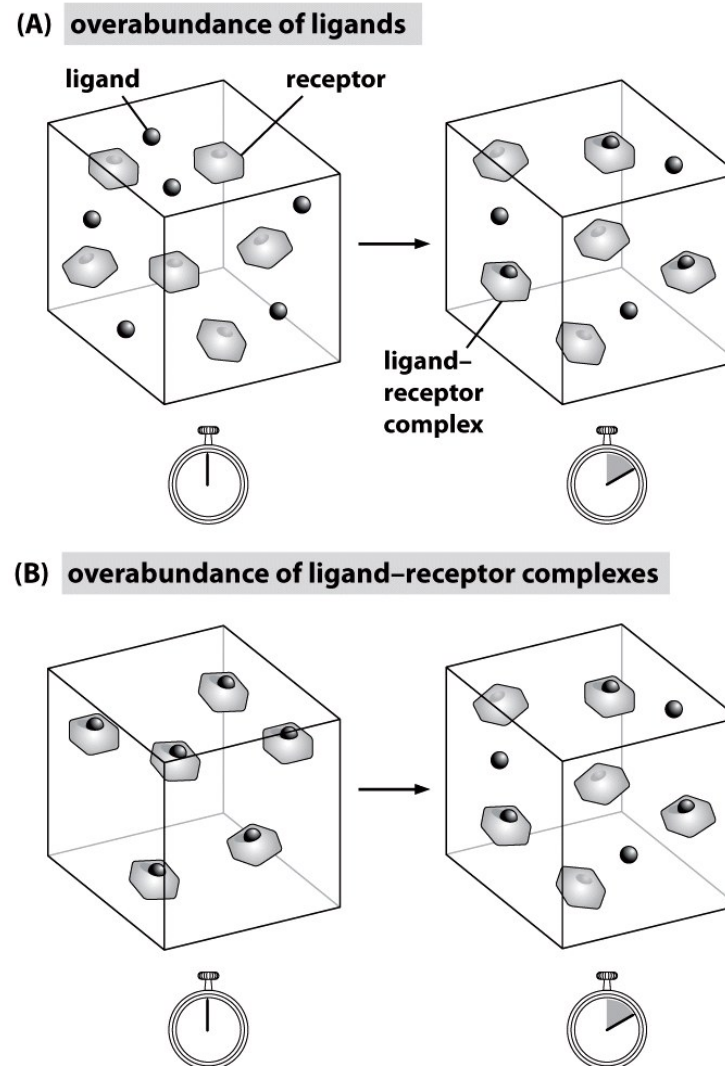 (A) overabundance of ligands
ligand receptor
ligand–
receptor
complex
(B) overabundance of ligand–receptor complexes